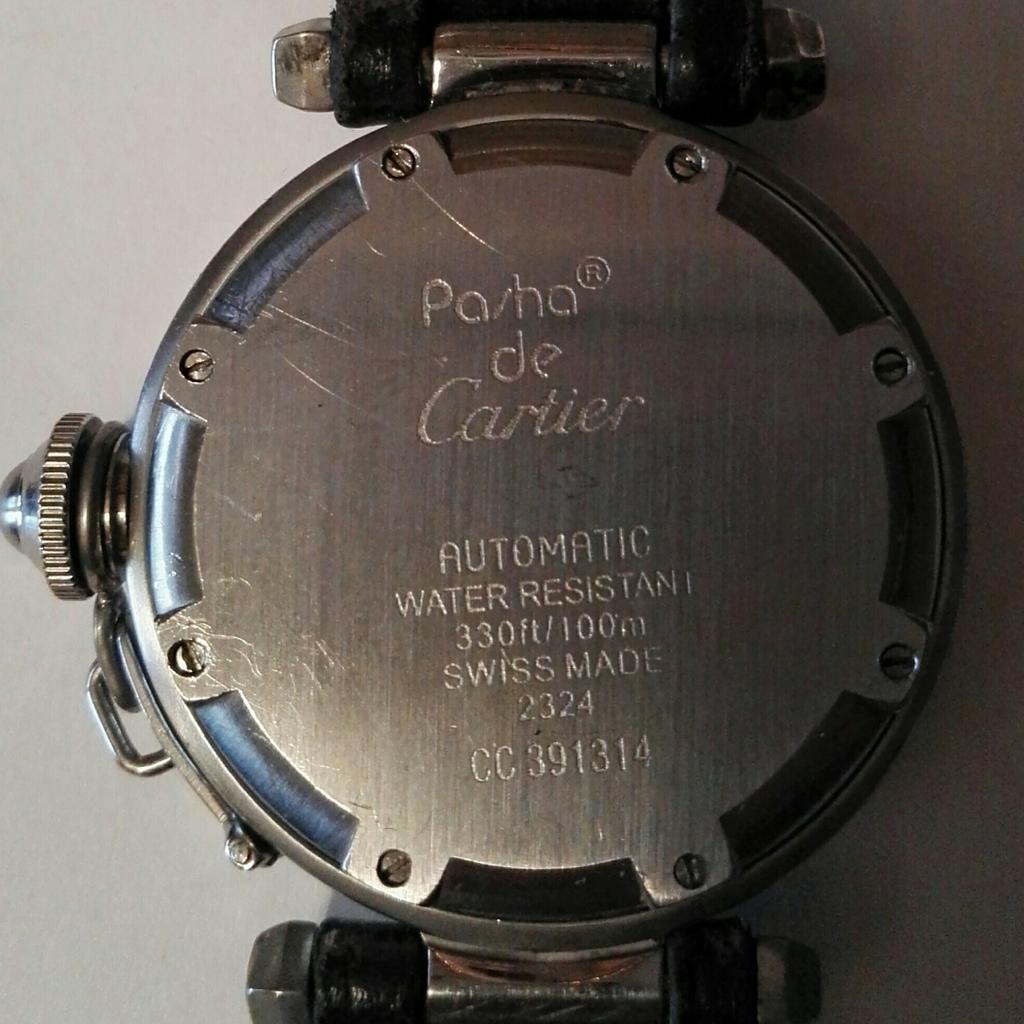 Pasha®
de
Cartier
AUTOMATIC
WATER RESISTANT
330ft/100m
SWISS MADE
2324
CC 391314